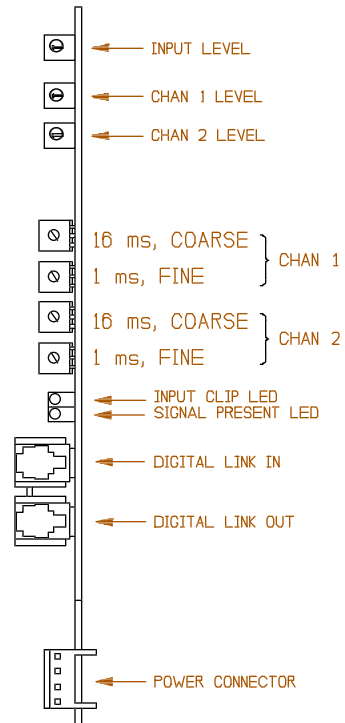 INPUT LEVEL
CHAN 1 LEVEL
CHAN 2 LEVEL
16 ms, COARSE
1 ms, FINE
CHAN 1
16 ms, COARSE
1 ms, FINE
CHAN 2
INPUT CLIP LED
SIGNAL PRESENT LED
DIGITAL LINK IN
DIGITAL LINK OUT
POWER CONNECTOR